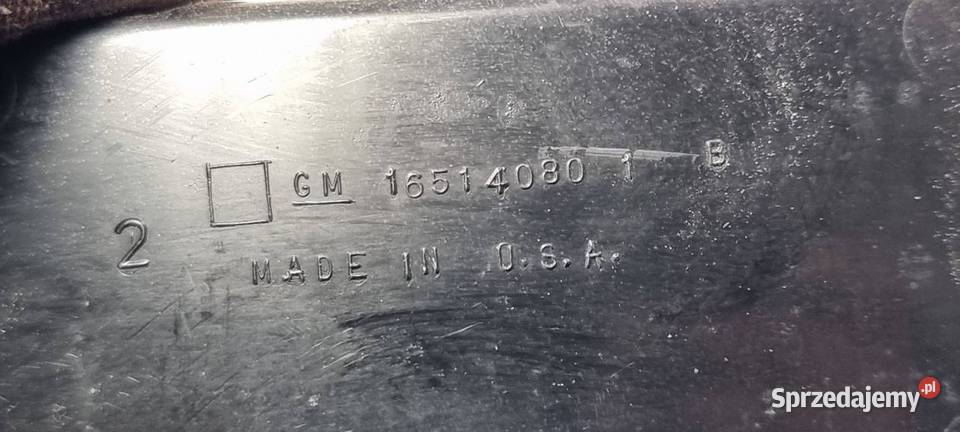 GM 16514080 1 B
2
MADE IN U.S.A.
Sprzedajemy.pl